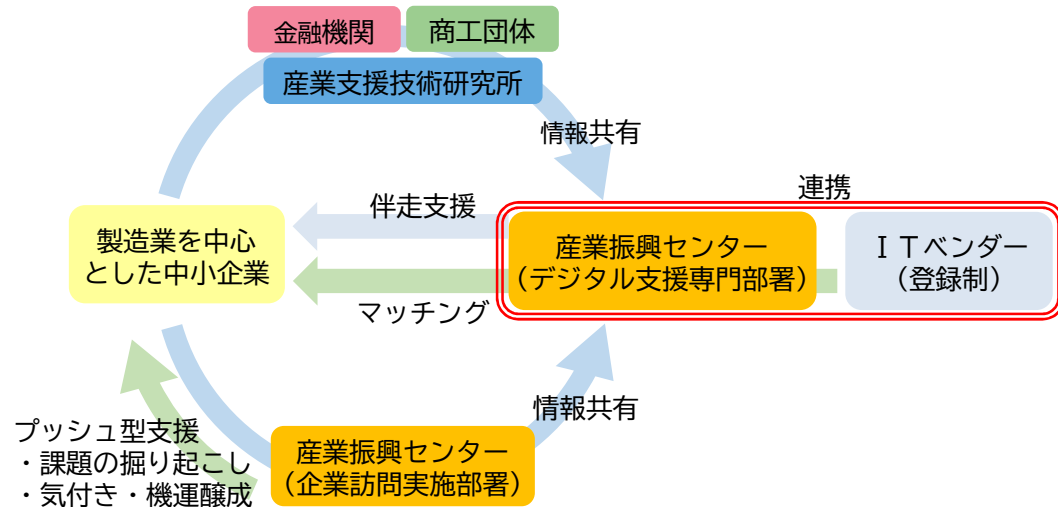 金融機関
商工団体
産業支援技術研究所
情報共有
連携
伴走支援
製造業を中心
とした中小企業
産業振興センター
（デジタル支援専門部署）
ＩＴベンダー
（登録制）
マッチング
情報共有
プッシュ型支援
・課題の掘り起こし
・気付き・機運醸成
産業振興センター
（企業訪問実施部署）